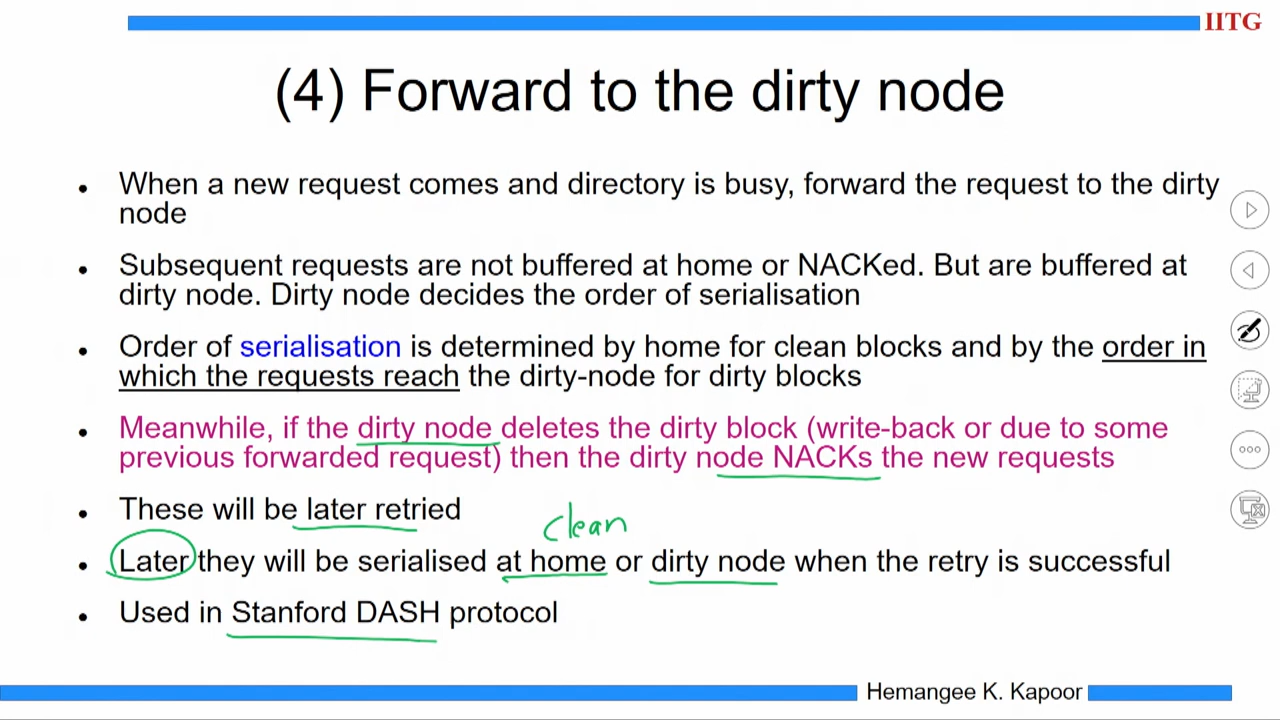 IITG
(4) Forward to the dirty node
• When a new request comes and directory is busy, forward the request to the dirty
node
• Subsequent requests are not buffered at home or NACKed. But are buffered at
dirty node. Dirty node decides the order of serialisation
• Order of serialisation is determined by home for clean blocks and by the order in
which the requests reach the dirty-node for dirty blocks
• Meanwhile, if the dirty node deletes the dirty block (write-back or due to some
previous forwarded request) then the dirty node NACKs the new requests
• These will be later retried
clean
• Later they will be serialised at home or dirty node when the retry is successful
• Used in Stanford DASH protocol
Hemangee K. Kapoor